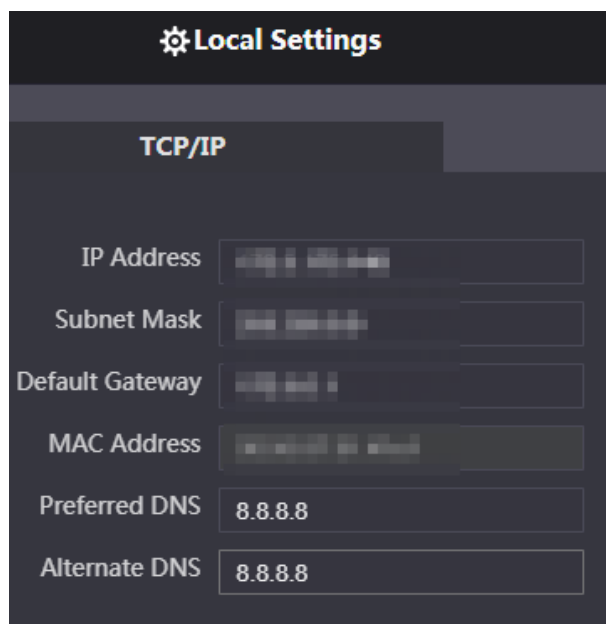 Local Settings
TCP/IP
IP Address
Subnet Mask
Default Gateway
MAC Address
Preferred DNS 8.8.8.8
Alternate DNS 8.8.8.8